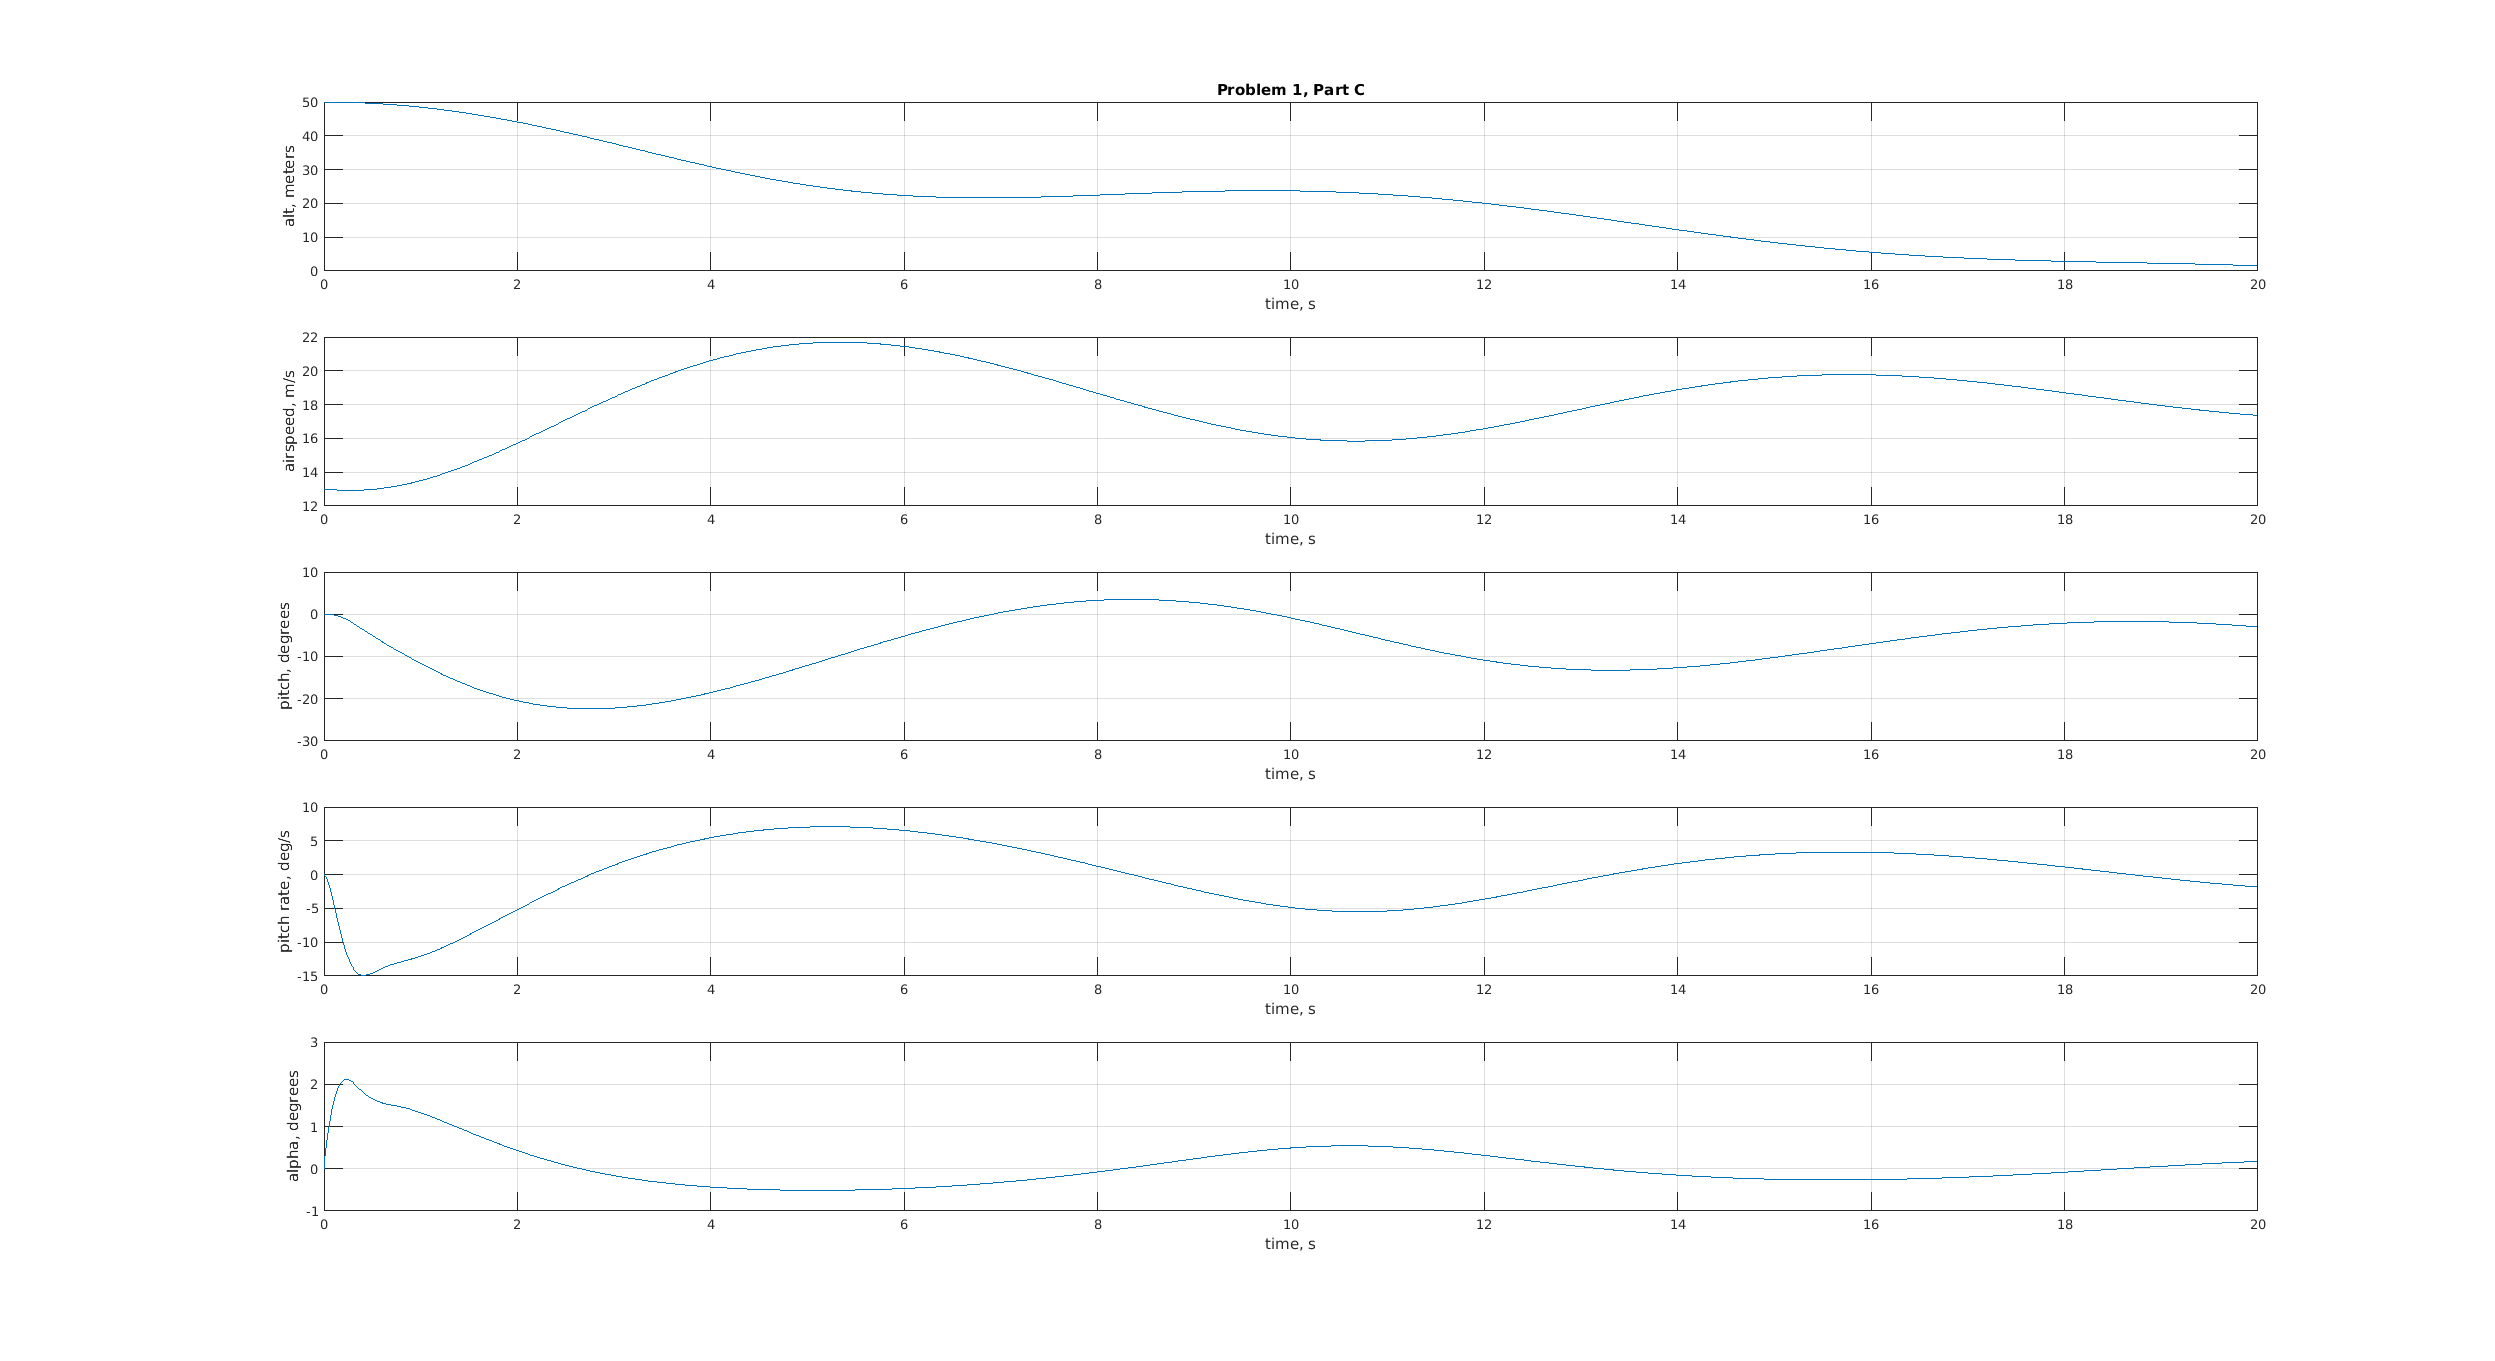 Problem 1, Part C
50
40
30
20
10
0
alt, meters
0 2 4 6 8 10 12 14 16 18 20
time, s
22
20
18
16
14
12
airspeed, m/s
0 2 4 6 8 10 12 14 16 18 20
time, s
10
0
-10
-20
-30
pitch, degrees
0 2 4 6 8 10 12 14 16 18 20
time, s
10
5
0
-5
-10
-15
pitch rate, deg/s
0 2 4 6 8 10 12 14 16 18 20
time, s
3
2
1
0
-1
alpha, degrees
0 2 4 6 8 10 12 14 16 18 20
time, s